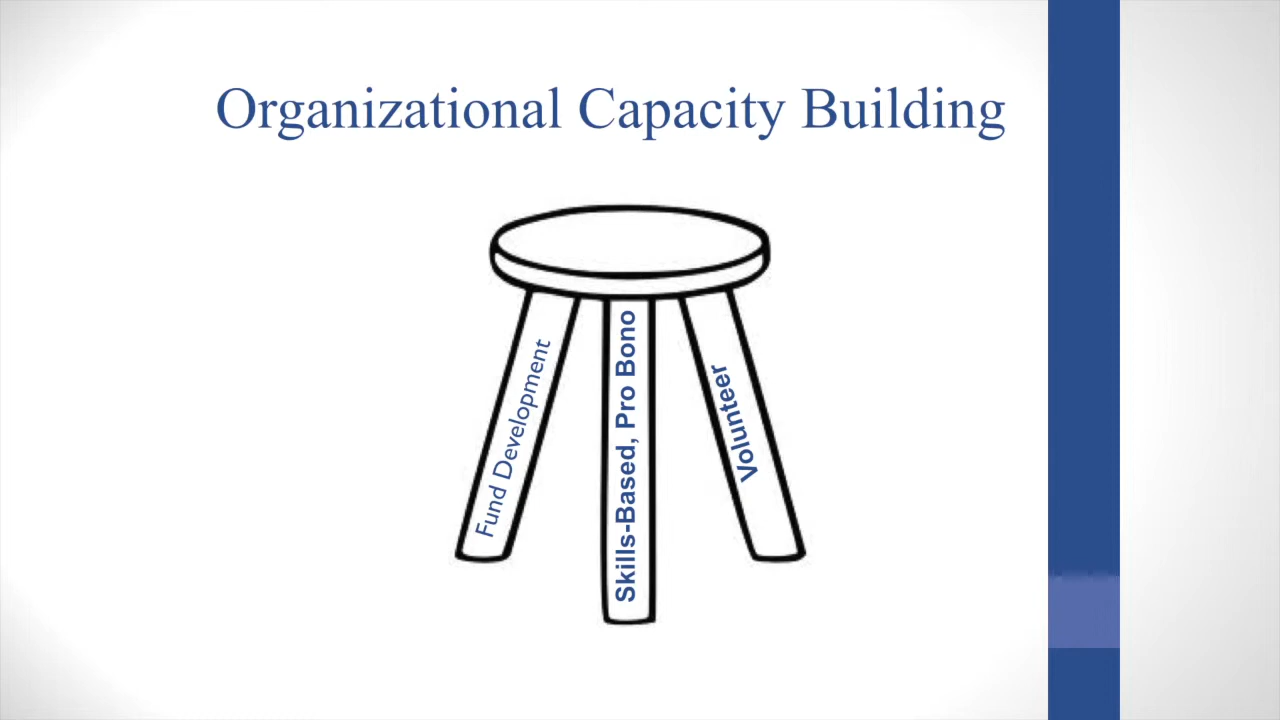 Organizational Capacity Building
Fund Development
Skills-Based, Pro Bono
Volunteer